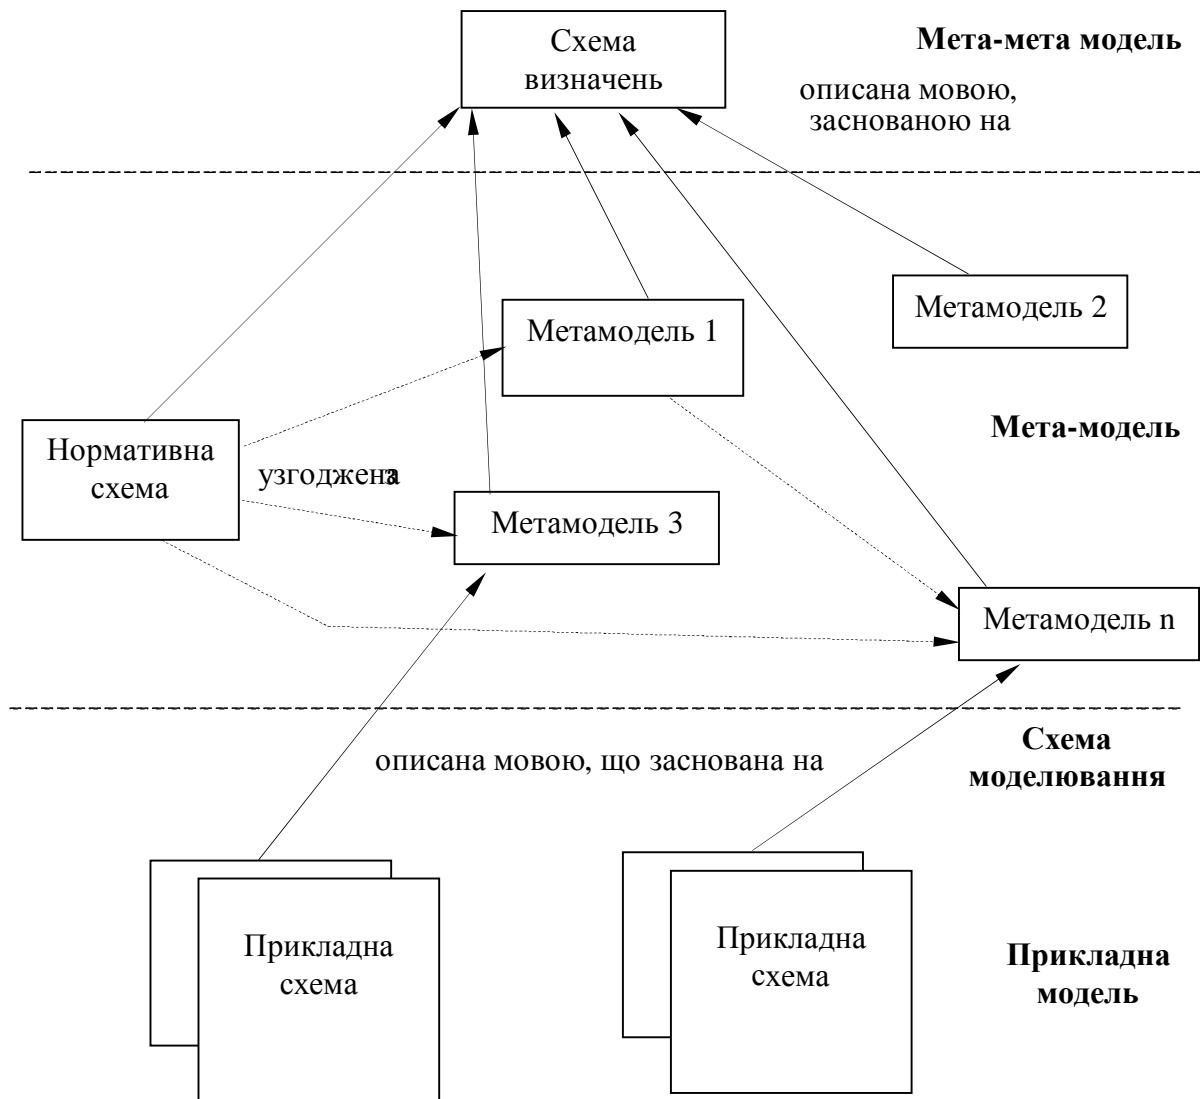 Схема
визначень
Мета-мета модель
описана мовою,
заснованою на
Метамодель 2
Метамодель 1
Мета-модель
Нормативна
схема
узгоджена з
Метамодель 3
Метамодель n
Схема
моделювання
описана мовою, що заснована на
Прикладна
схема
Прикладна
схема
Прикладна
модель